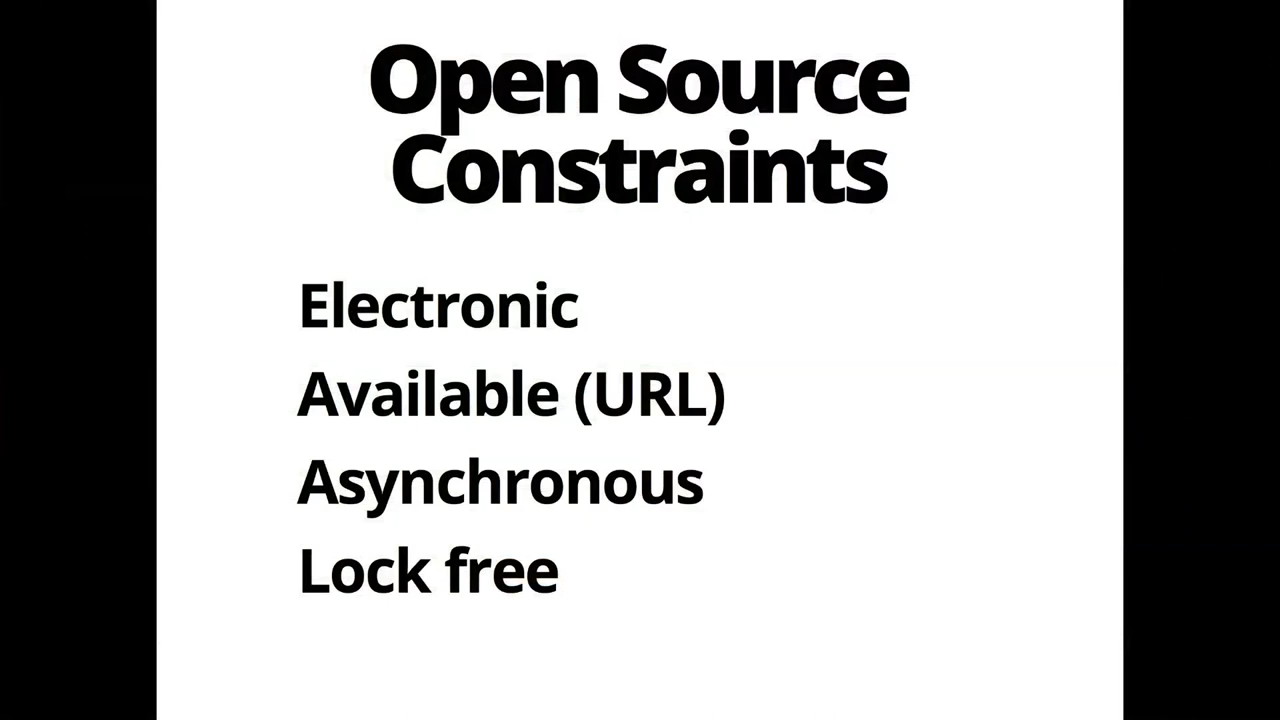 Open Source
Constraints
Electronic
Available (URL)
Asynchronous
Lock free